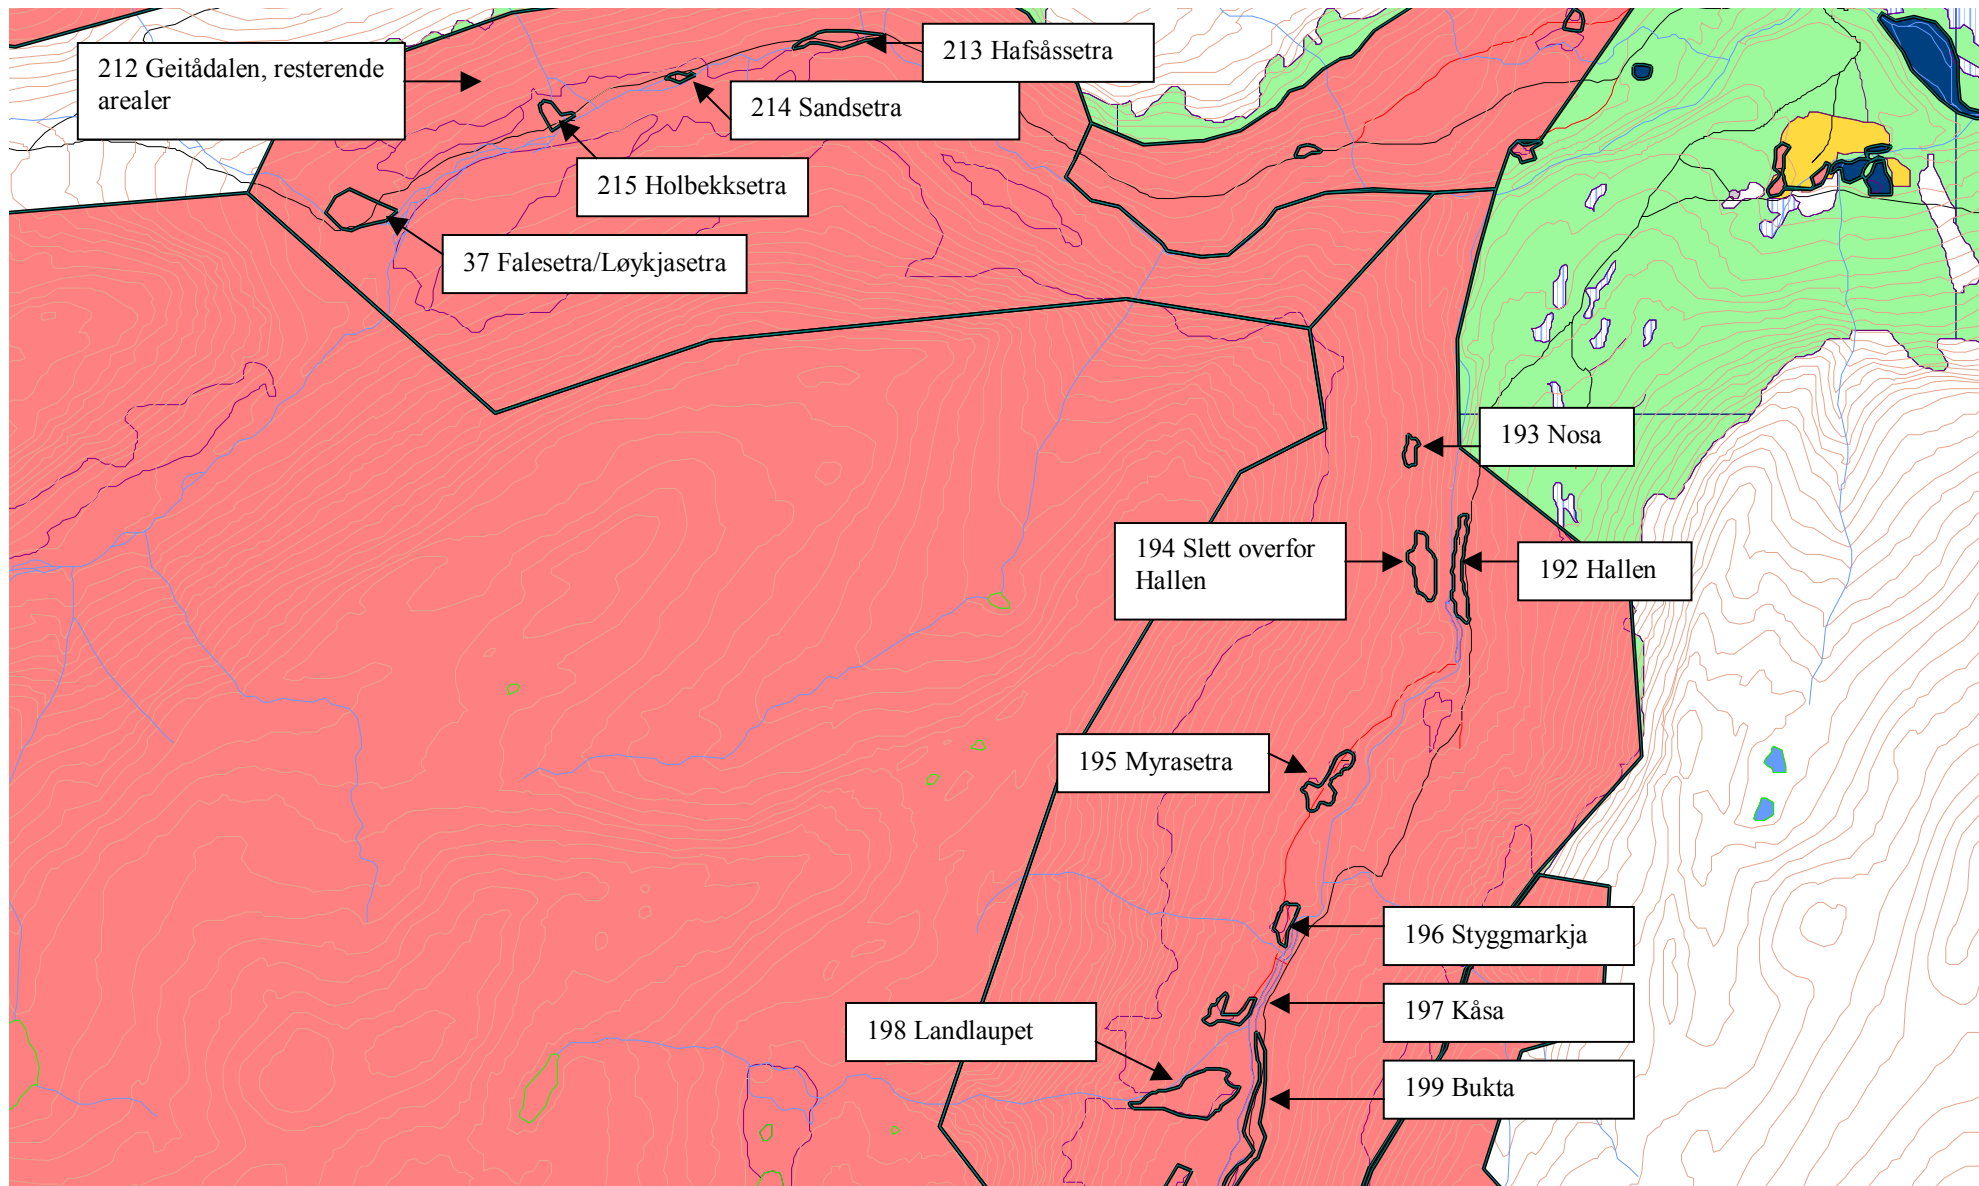 212 Geitådalen, resterende
arealer
213 Hafsåssetra
214 Sandsetra
215 Holbekksetra
37 Falesetra/Løykjasetra
193 Nosa
194 Slett overfor
Hallen
192 Hallen
195 Myrasetra
196 Styggmarkja
197 Kåsa
198 Landlaupet
199 Bukta